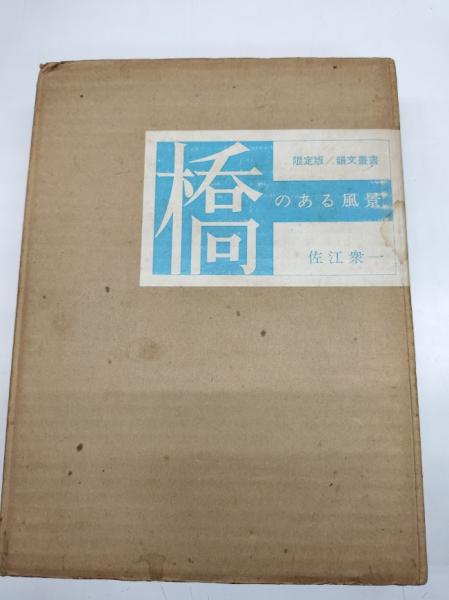 限定版/韻文叢書
橋のある風景
佐江衆一